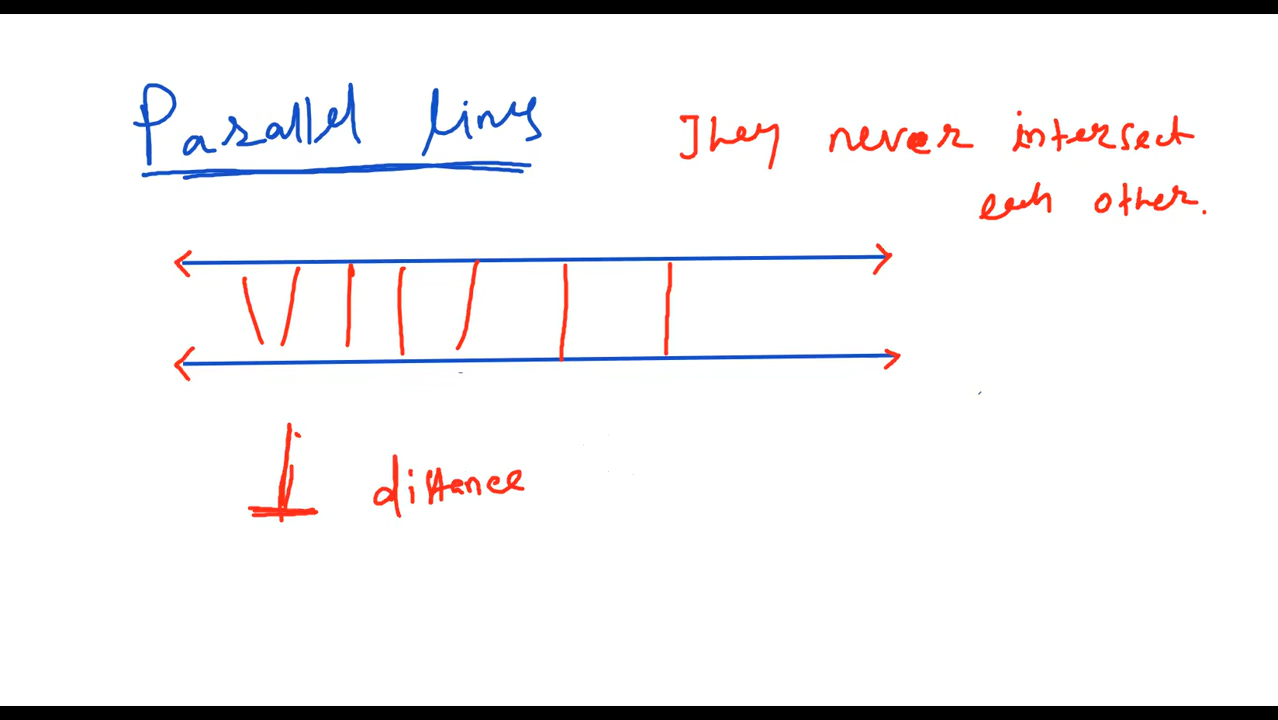 Parallel lines
They never intersect
each other.
⊥ distance